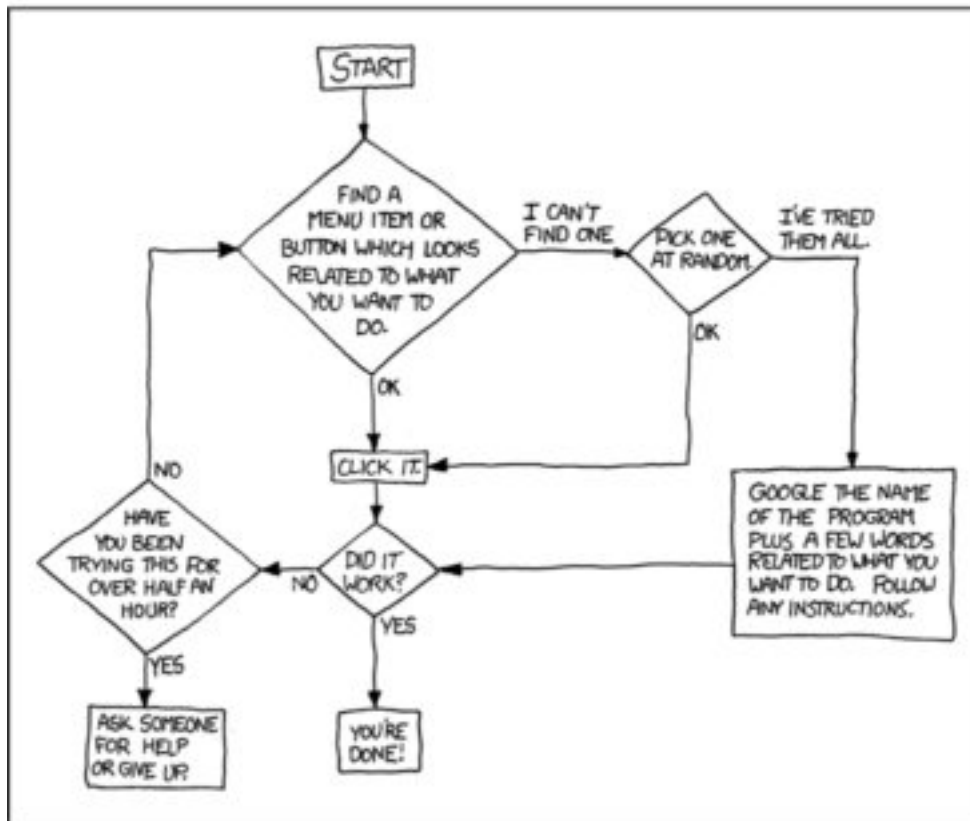 START
FIND A
MENU ITEM OR
BUTTON WHICH LOOKS
RELATED TO WHAT
YOU WANT TO
DO.
I CAN'T
FIND ONE
PICK ONE
AT RANDOM.
I'VE TRIED
THEM ALL.
OK
OK
CLICK IT.
NO
HAVE
YOU BEEN
TRYING THIS FOR
OVER HALF AN
HOUR?
NO
DID IT
WORK?
GOOGLE THE NAME
OF THE PROGRAM
PLUS A FEW WORDS
RELATED TO WHAT YOU
WANT TO DO. FOLLOW
ANY INSTRUCTIONS.
YES
YES
ASK SOMEONE
FOR HELP
OR GIVE UP.
YOU'RE
DONE!